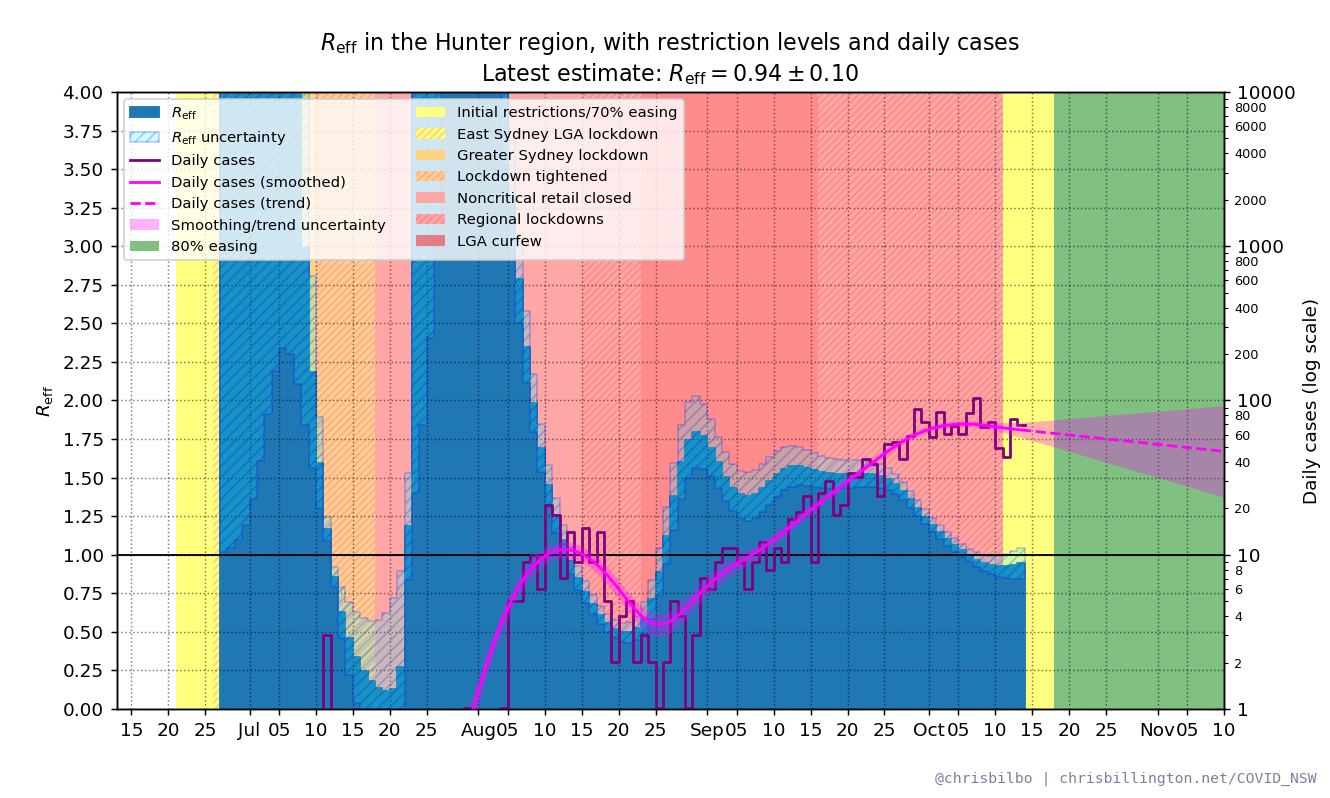 R_eff in the Hunter region, with restriction levels and daily cases
Latest estimate: R_eff = 0.94 ± 0.10
R_eff
R_eff uncertainty
Daily cases
Daily cases (smoothed)
Daily cases (trend)
Smoothing/trend uncertainty
80% easing
Initial restrictions/70% easing
East Sydney LGA lockdown
Greater Sydney lockdown
Lockdown tightened
Noncritical retail closed
Regional lockdowns
LGA curfew
R_eff
4.00
3.75
3.50
3.25
3.00
2.75
2.50
2.25
2.00
1.75
1.50
1.25
1.00
0.75
0.50
0.25
0.00
10000
8000
6000
4000
2000
1000
800
600
400
200
100
80
60
40
20
10
8
6
4
2
1
Daily cases (log scale)
15 20 25 Jul 05 10 15 20 25 Aug 05 10 15 20 25 Sep 05 10 15 20 25 Oct 05 10 15 20 25 Nov 05 10
@chrisbilbo | chrisbillington.net/COVID_NSW